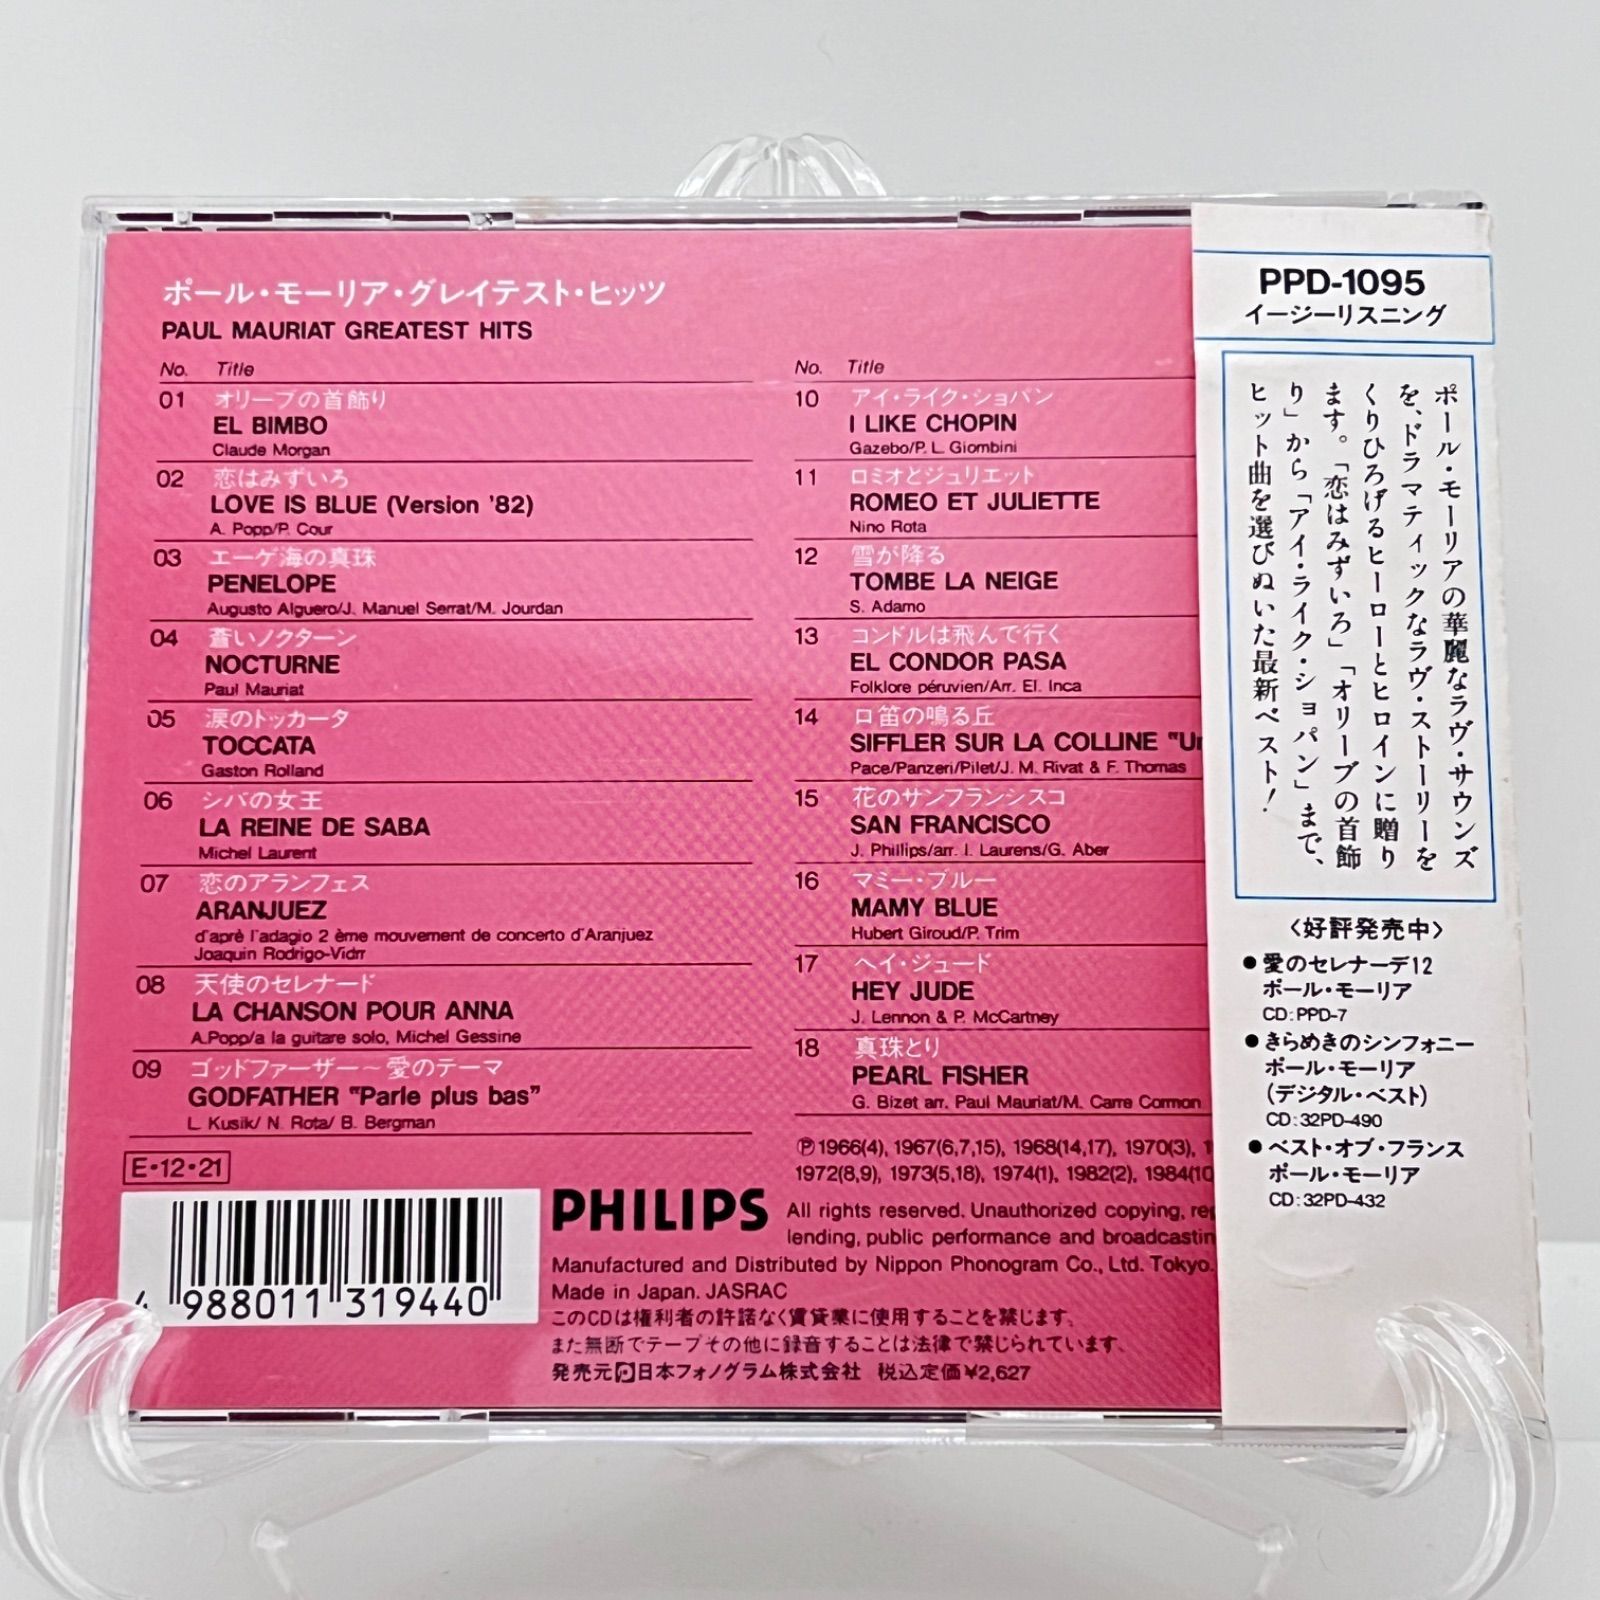 ポール・モーリア・グレイテスト・ヒッツ
PAUL MAURIAT GREATEST HITS
No. Title
01 オリーブの首飾り
EL BIMBO
Claude Morgan
02 恋はみずいろ
LOVE IS BLUE (Version '82)
A. Popp/P. Cour
03 エーゲ海の真珠
PENELOPE
Augusto Alguero/J. Manuel Serrat/M. Jourdan
04 蒼いノクターン
NOCTURNE
Paul Mauriat
05 涙のトッカータ
TOCCATA
Gaston Rolland
06 シバの女王
LA REINE DE SABA
Michel Laurent
07 恋のアランフェス
ARANJUEZ
d'aprè l'adagio 2 ème mouvement de concerto d'Aranjuez
Joaquin Rodrigo-Vidrr
08 天使のセレナード
LA CHANSON POUR ANNA
A.Popp/a la guitare solo, Michel Gessine
09 ゴッドファーザー～愛のテーマ
GODFATHER "Parle plus bas"
L. Kusik/ N. Rota/ B. Bergman
No. Title
10 アイ・ライク・ショパン
I LIKE CHOPIN
Gazebo/P. L. Giombini
11 ロミオとジュリエット
ROMEO ET JULIETTE
Nino Rota
12 雪が降る
TOMBE LA NEIGE
S. Adamo
13 コンドルは飛んで行く
EL CONDOR PASA
Folklore péruvien/Arr. El. Inca
14 口笛の鳴る丘
SIFFLER SUR LA COLLINE "Un
Pace/Panzeri/Pilet/J. M. Rivat & F. Thomas
15 花のサンフランシスコ
SAN FRANCISCO
J. Phillips/arr. I. Laurens/G. Aber
16 マミー・ブルー
MAMY BLUE
Hubert Giroud/P. Trim
17 ヘイ・ジュード
HEY JUDE
J. Lennon & P. McCartney
18 真珠とり
PEARL FISHER
G. Bizet arr. Paul Mauriat/M. Carre Cormon
℗1966(4), 1967(6,7,15), 1968(14,17), 1970(3),
1972(8,9), 1973(5,18), 1974(1), 1982(2), 1984(10
E・12・21
4 988011 319440
PHILIPS
All rights reserved. Unauthorized copying,
lending, public performance and broadcasting
Manufactured and Distributed by Nippon Phonogram Co., Ltd. Tokyo.
Made in Japan. JASRAC
このCDは権利者の許諾なく賃貸業に使用することを禁じます。
また無断でテープその他に録音することは法律で禁じられています。
発売元 日本フォノグラム株式会社 税込定価¥2,627
PPD-1095
イージーリスニング
ポール・モーリアの華麗なラヴ・サウンズ
を、ドラマティックなラヴ・ストーリーを
くりひろげるヒーローとヒロインに贈り
ます。「恋はみずいろ」「オリーブの首飾
り」から「アイ・ライク・ショパン」まで、
ヒット曲を選びぬいた最新ベスト!
〈好評発売中〉
●愛のセレナーデ12
ポール・モーリア
CD:PPD-7
●きらめきのシンフォニー
ポール・モーリア
(デジタル・ベスト)
CD:32PD-490
●ベスト・オブ・フランス
ポール・モーリア
CD:32PD-432